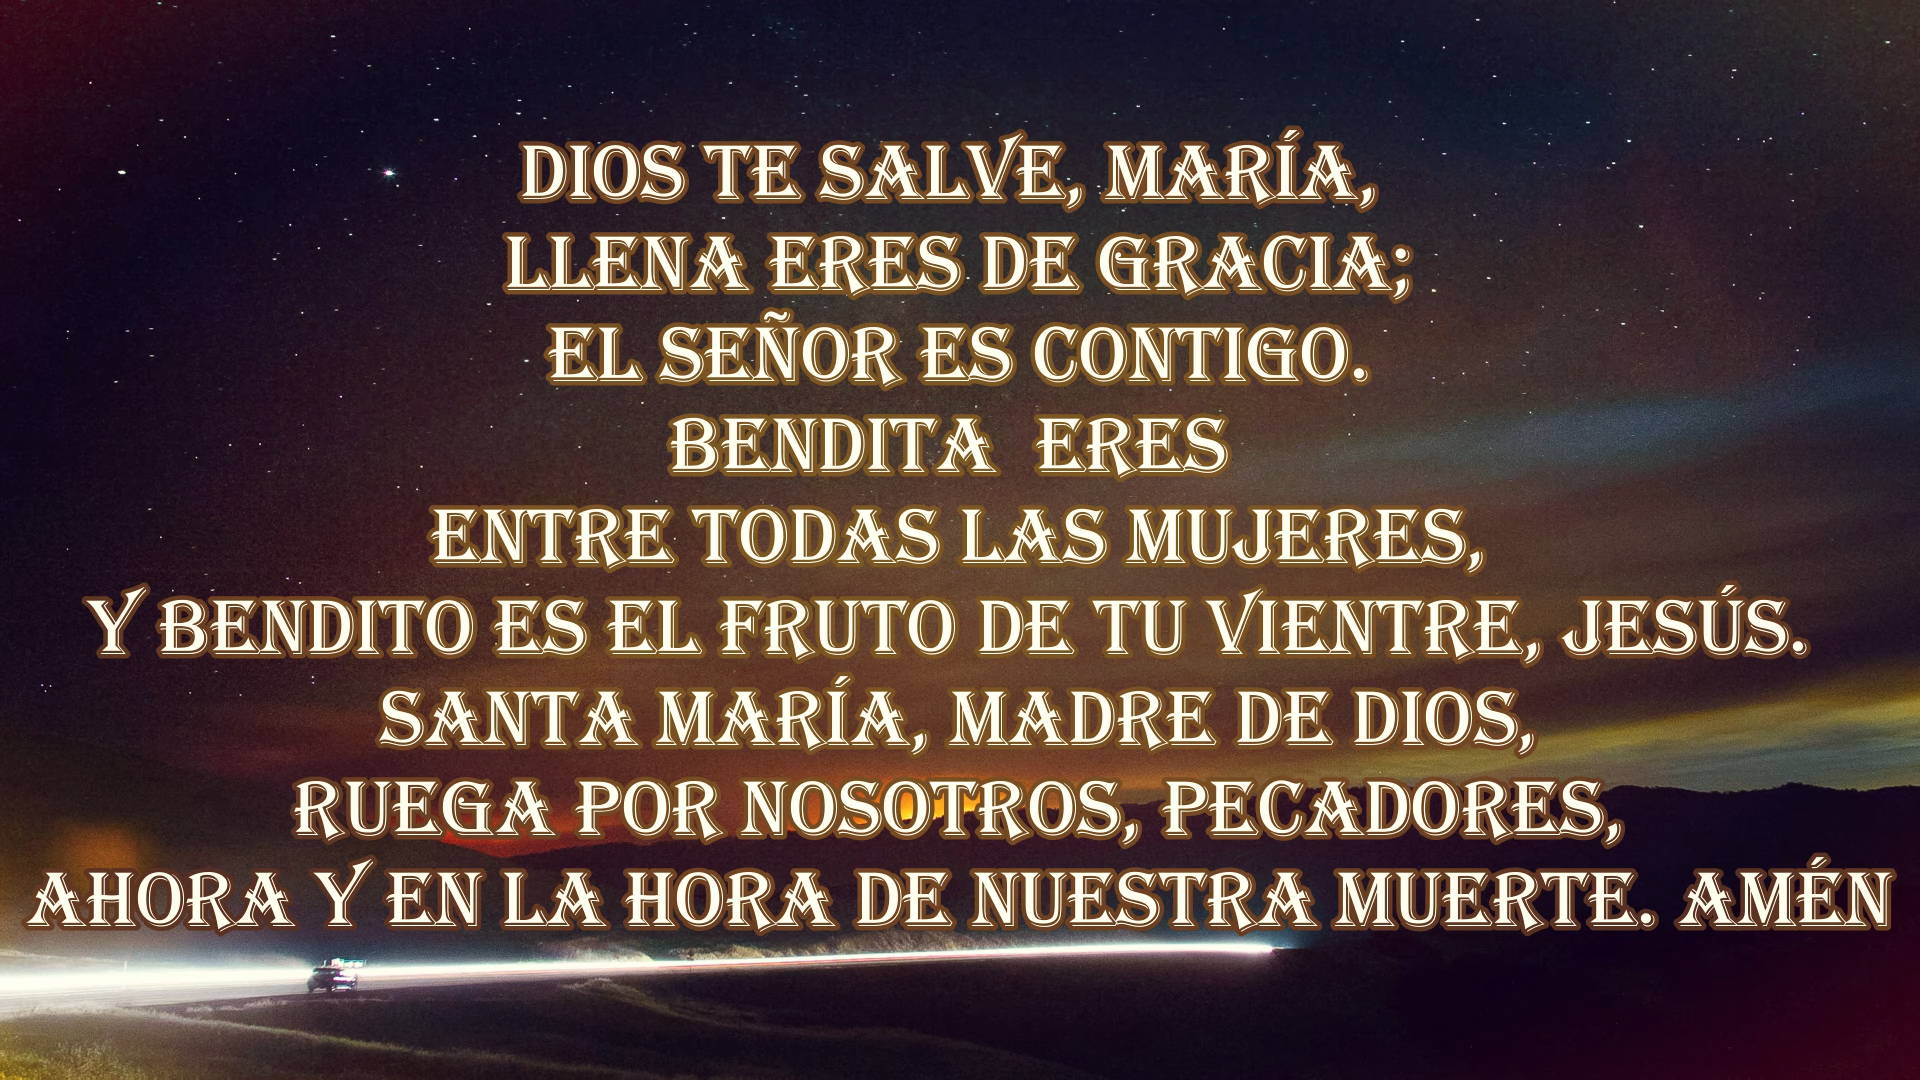 DIOS TE SALVE, MARÍA,
LLENA ERES DE GRACIA;
EL SEÑOR ES CONTIGO.
BENDITA  ERES
ENTRE TODAS LAS MUJERES,
Y BENDITO ES EL FRUTO DE TU VIENTRE, JESÚS.
SANTA MARÍA, MADRE DE DIOS,
RUEGA POR NOSOTROS, PECADORES,
AHORA Y EN LA HORA DE NUESTRA MUERTE. AMÉN